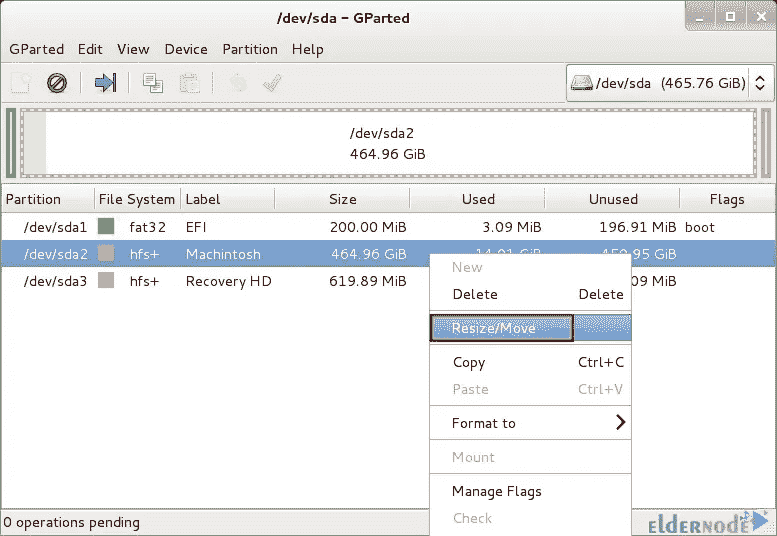 /dev/sda - GParted
GParted Edit View Device Partition Help
/dev/sda (465.76 GiB)
/dev/sda2
464.96 GiB
Partition File System Label Size Used Unused Flags
/dev/sda1 fat32 EFI 200.00 MiB 3.09 MiB 196.91 MiB boot
/dev/sda2 hfs+ Machintosh 464.96 GiB 14.01 GiB 450.95 GiB
/dev/sda3 hfs+ Recovery HD 619.89 MiB 09 MiB
New
Delete Delete
Resize/Move
Copy Ctrl+C
Paste Ctrl+V
Format to
Mount
Manage Flags
Check
0 operations pending
eldernode